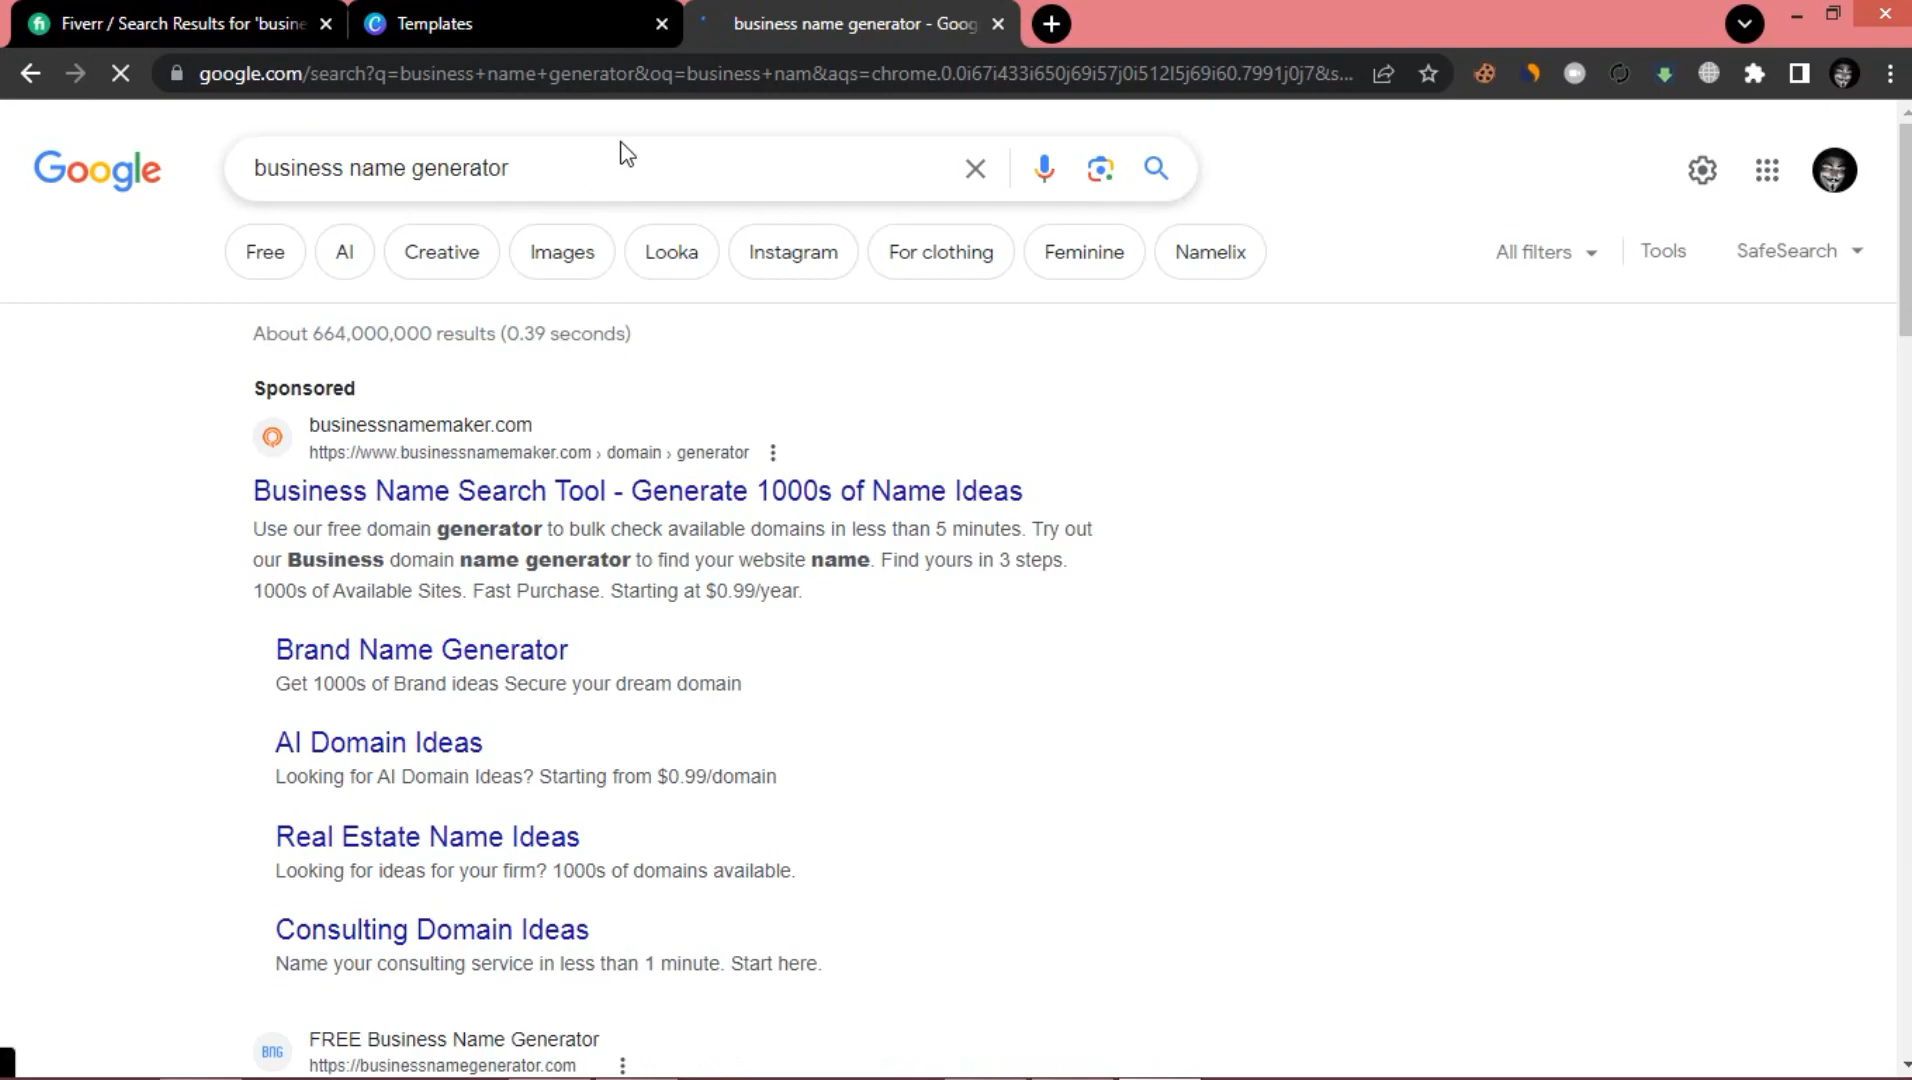 Fiverr / Search Results for 'busine
Templates
business name generator - Goog
google.com/search?q=business+name+generator&oq=business+nam&aqs=chrome.0.0i67i433i650j69i57j0i512l5j69i60.7991j0j7&s...
Google
business name generator
Free
AI
Creative
Images
Looka
Instagram
For clothing
Feminine
Namelix
All filters
Tools
SafeSearch
About 664,000,000 results (0.39 seconds)
Sponsored
businessnamemaker.com
https://www.businessnamemaker.com › domain › generator
Business Name Search Tool - Generate 1000s of Name Ideas
Use our free domain generator to bulk check available domains in less than 5 minutes. Try out
our Business domain name generator to find your website name. Find yours in 3 steps.
1000s of Available Sites. Fast Purchase. Starting at $0.99/year.
Brand Name Generator
Get 1000s of Brand ideas Secure your dream domain
AI Domain Ideas
Looking for AI Domain Ideas? Starting from $0.99/domain
Real Estate Name Ideas
Looking for ideas for your firm? 1000s of domains available.
Consulting Domain Ideas
Name your consulting service in less than 1 minute. Start here.
BNG
FREE Business Name Generator
https://businessnamegenerator.com